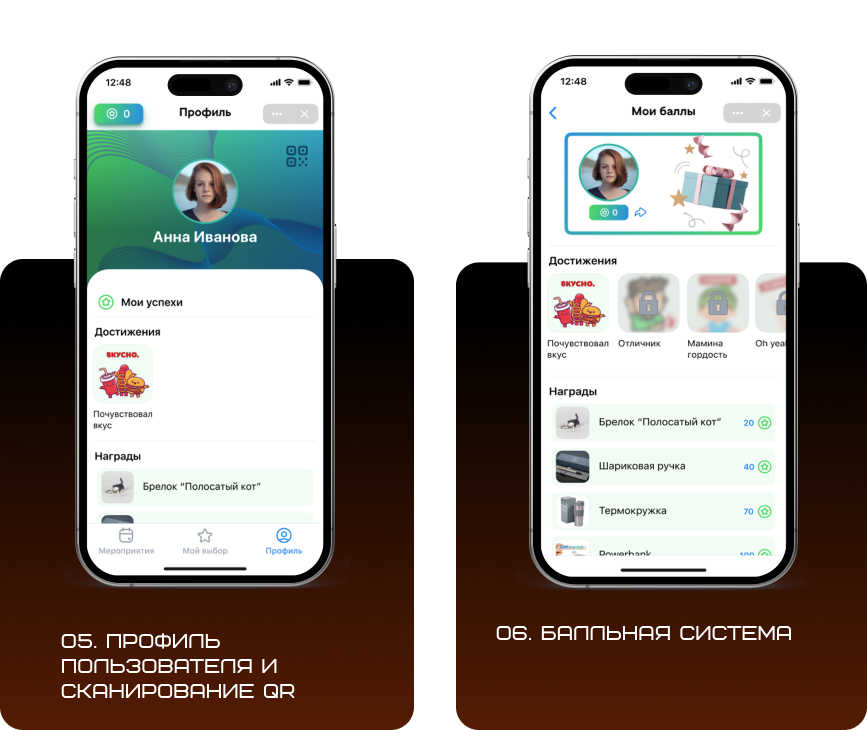 12:48
0
Профиль
Анна Иванова
Мои успехи
Достижения
ВКУСНО.
Почувствовал
вкус
Награды
Брелок “Полосатый кот”
Мероприятия
Мой выбор
Профиль
05. ПРОФИЛЬ
ПОЛЬЗОВАТЕЛЯ И
СКАНИРОВАНИЕ QR
12:48
Мои баллы
0
Достижения
ВКУСНО.
Почувствовал
вкус
Отличник
Мамина
гордость
Oh yea
Награды
Брелок “Полосатый кот” 20
Шариковая ручка 40
Термокружка 70
Powerbank 100
06. БАЛЛЬНАЯ СИСТЕМА